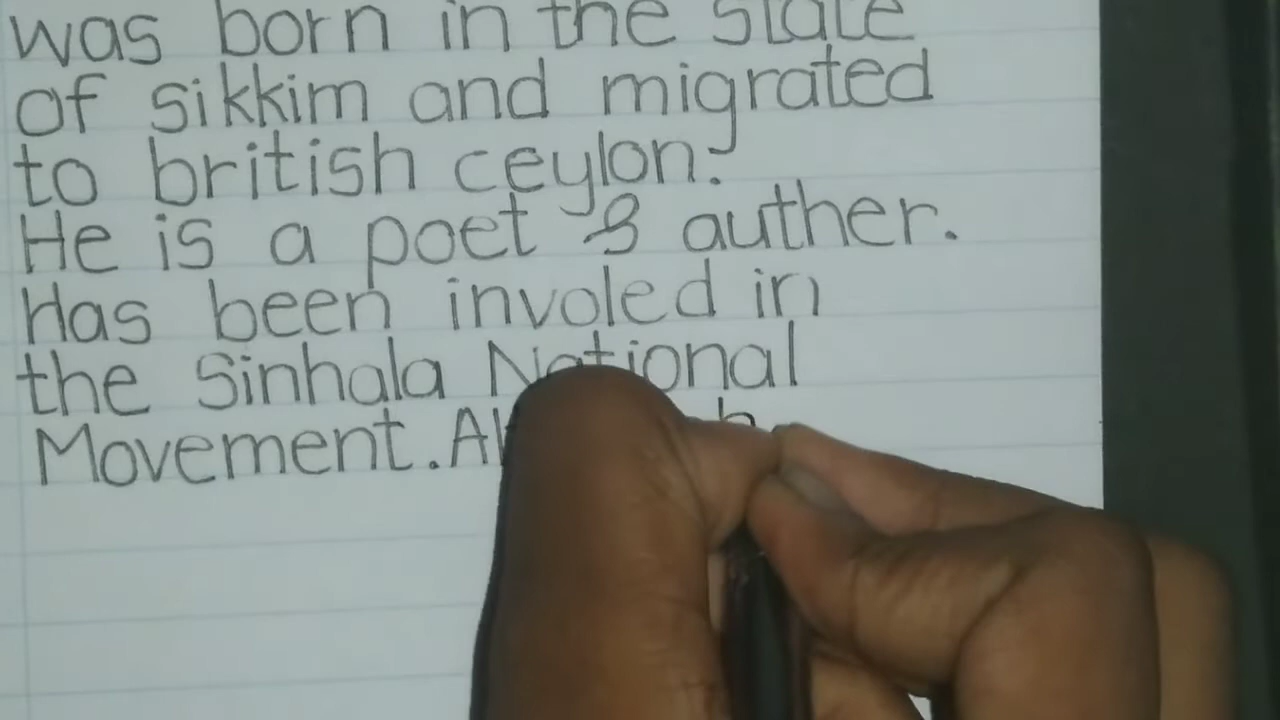 was born in the state
of sikkim and migrated
to british ceylon.
He is a poet & auther.
Has been involed in
the Sinhala National
Movement.